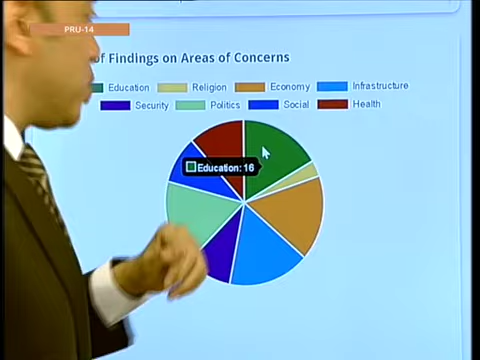 PRU-14
of Findings on Areas of Concerns
Education Religion Economy Infrastructure
Security Politics Social Health
Education: 16